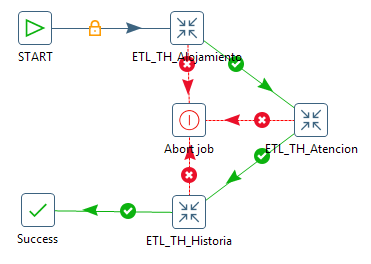 START
ETL_TH_Alojamiento
Abort job
ETL_TH_Atencion
Success
ETL_TH_Historia